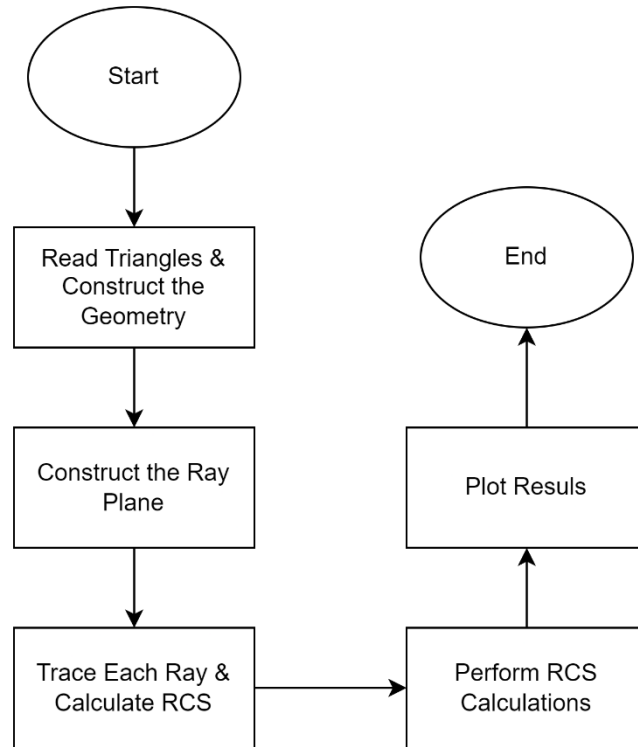 Start
Read Triangles &
Construct the
Geometry
Construct the Ray
Plane
Trace Each Ray &
Calculate RCS
Perform RCS
Calculations
Plot Resuls
End